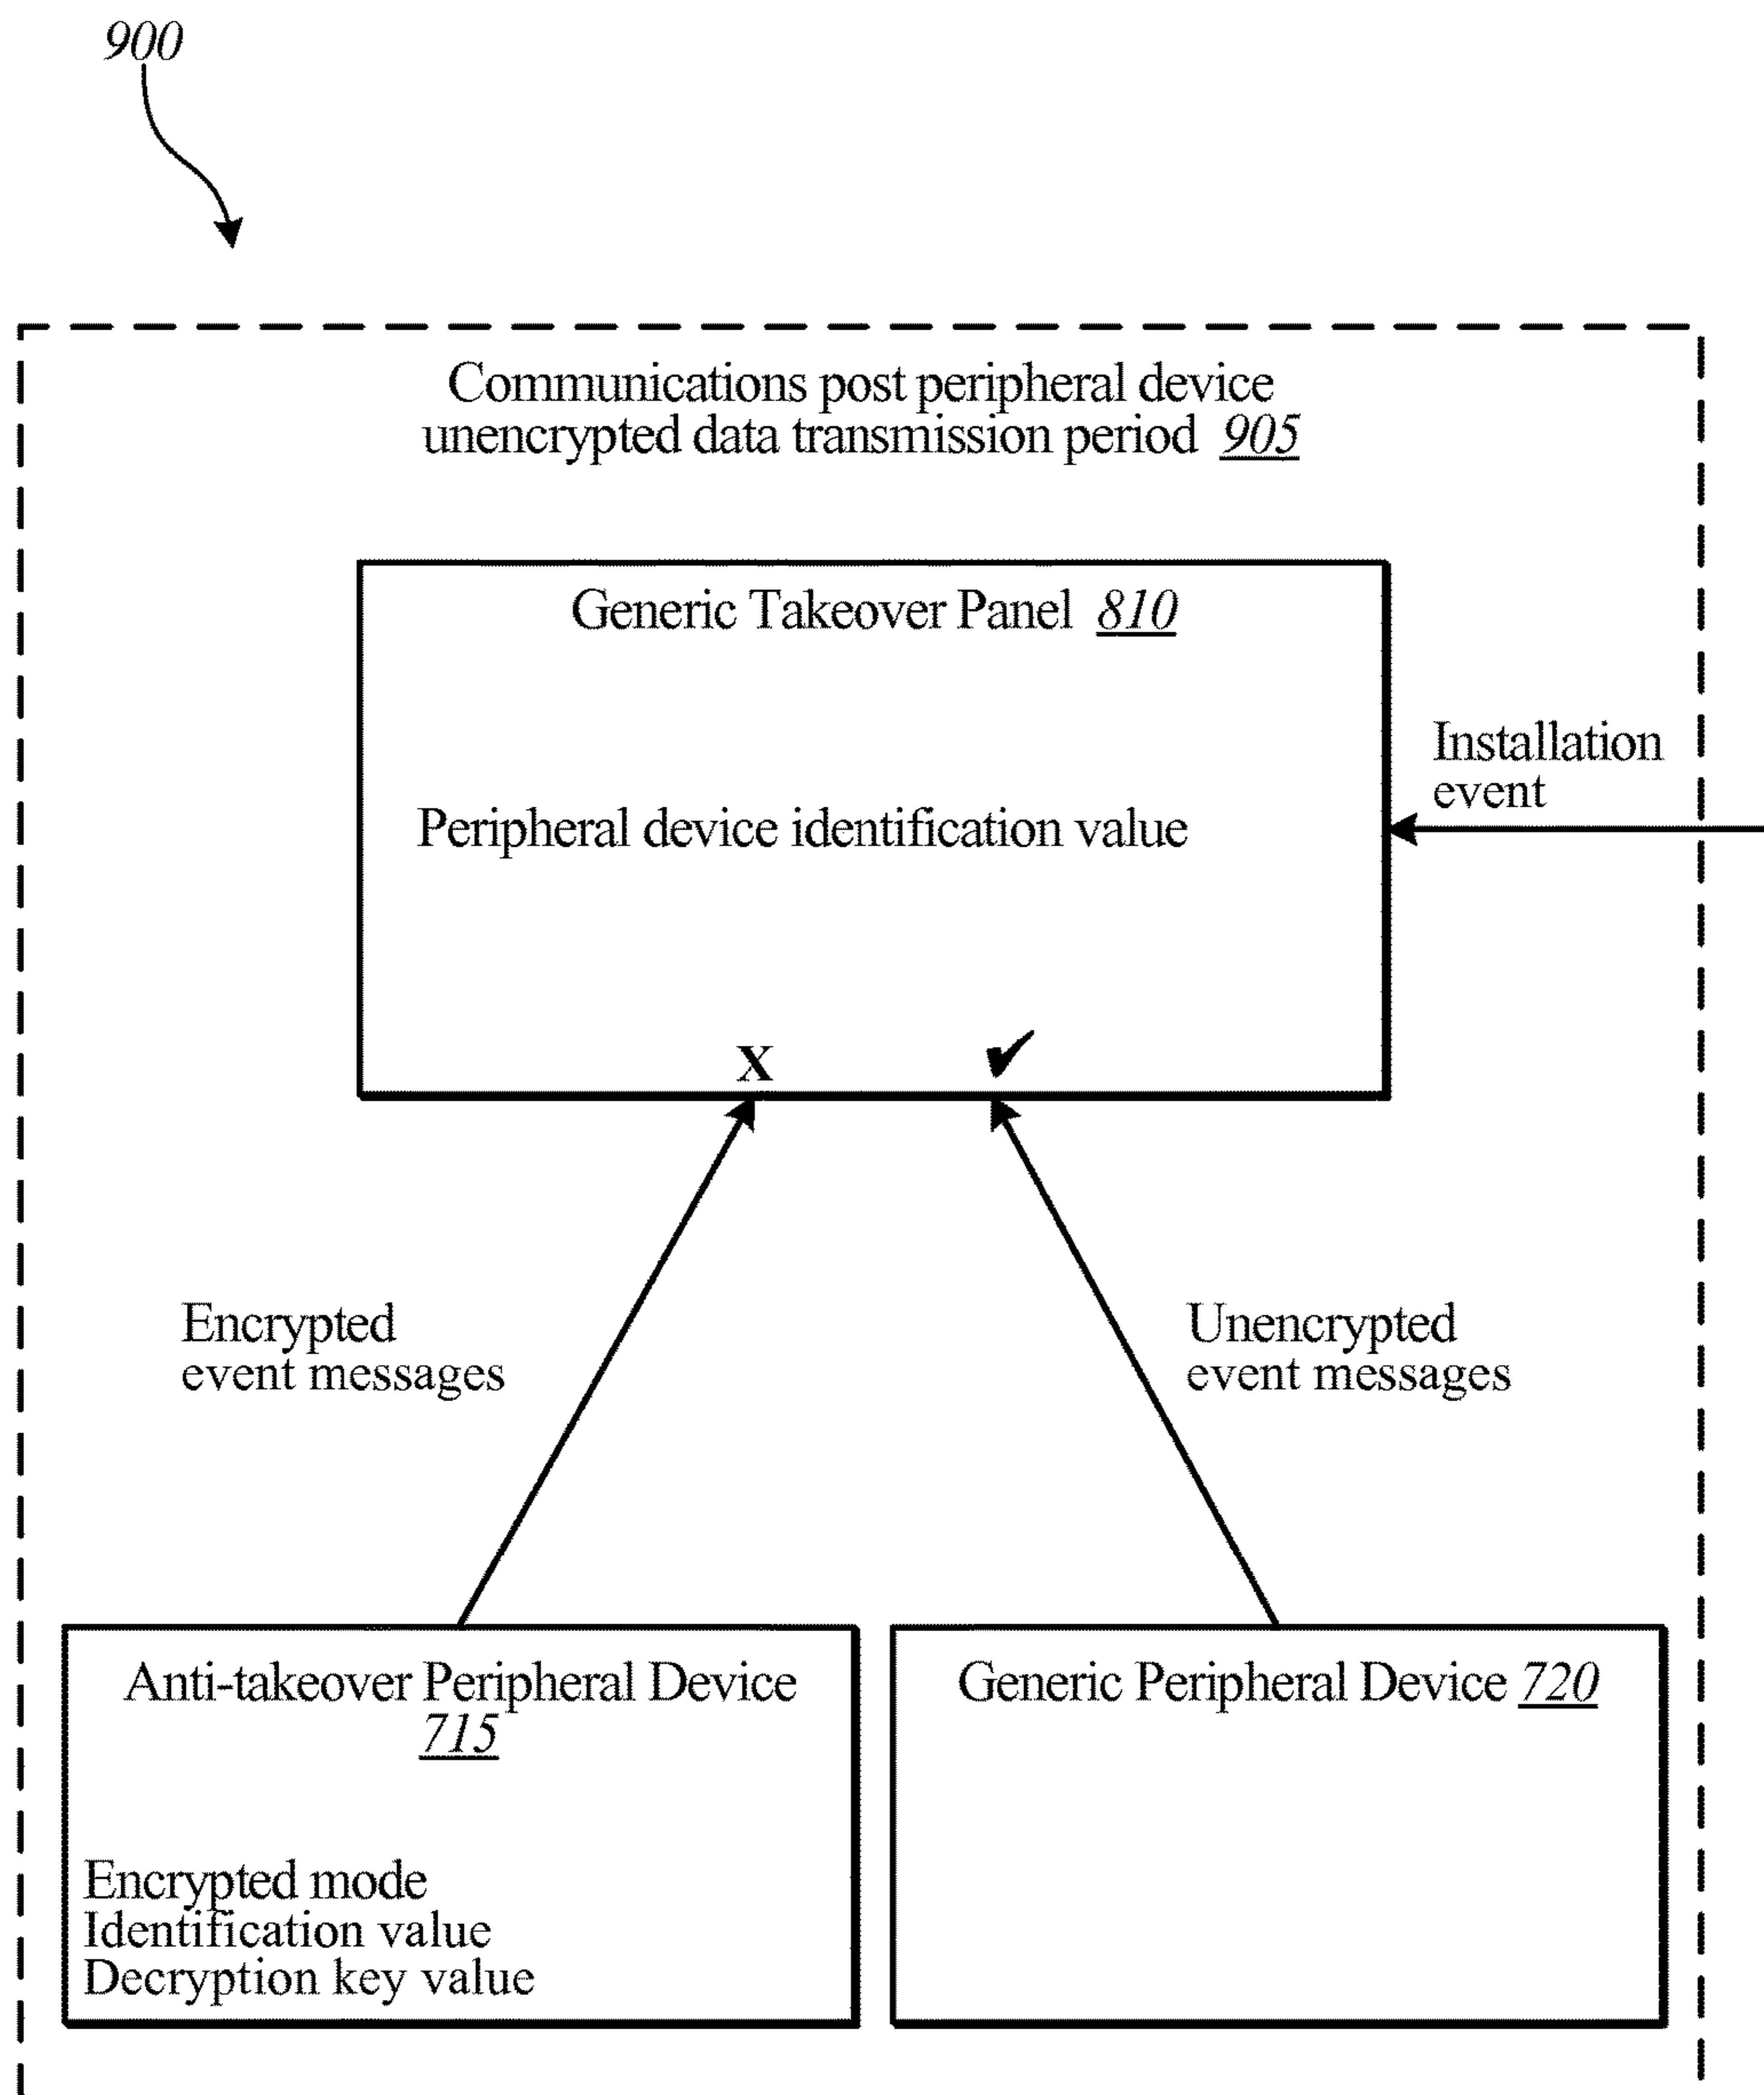 900
Communications post peripheral device
unencrypted data transmission period 905
Generic Takeover Panel 810
Installation
event
Peripheral device identification value
X
Encrypted
event messages
Unencrypted
event messages
Anti-takeover Peripheral Device
715
Generic Peripheral Device 720
Encrypted mode
Identification value
Decryption key value